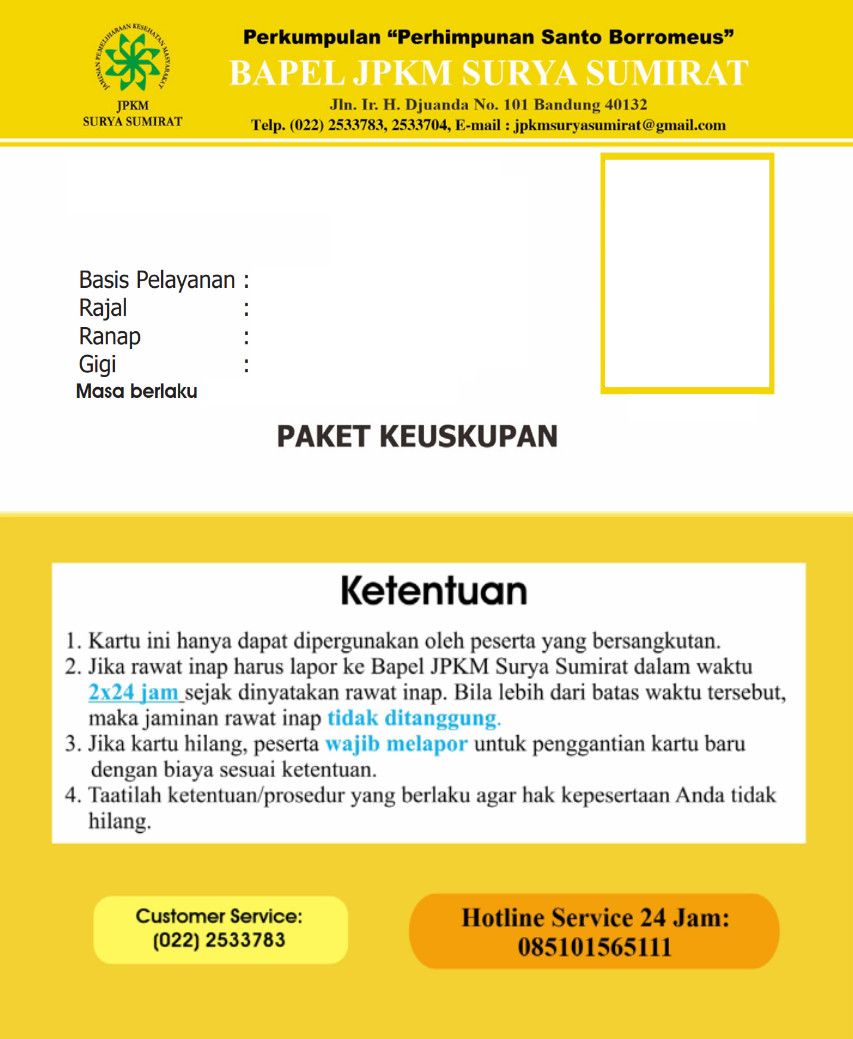 JAMINAN PEMELIHARAAN KESEHATAN MASYARAKAT
JPKM
SURYA SUMIRAT
Perkumpulan “Perhimpunan Santo Borromeus”
BAPEL JPKM SURYA SUMIRAT
Jln. Ir. H. Djuanda No. 101 Bandung 40132
Telp. (022) 2533783, 2533704, E-mail : jpkmsuryasumirat@gmail.com
Basis Pelayanan :
Rajal :
Ranap :
Gigi :
Masa berlaku
PAKET KEUSKUPAN
Ketentuan
1. Kartu ini hanya dapat dipergunakan oleh peserta yang bersangkutan.
2. Jika rawat inap harus lapor ke Bapel JPKM Surya Sumirat dalam waktu
2x24 jam sejak dinyatakan rawat inap. Bila lebih dari batas waktu tersebut,
maka jaminan rawat inap tidak ditanggung.
3. Jika kartu hilang, peserta wajib melapor untuk penggantian kartu baru
dengan biaya sesuai ketentuan.
4. Taatilah ketentuan/prosedur yang berlaku agar hak kepesertaan Anda tidak
hilang.
Customer Service:
(022) 2533783
Hotline Service 24 Jam:
085101565111